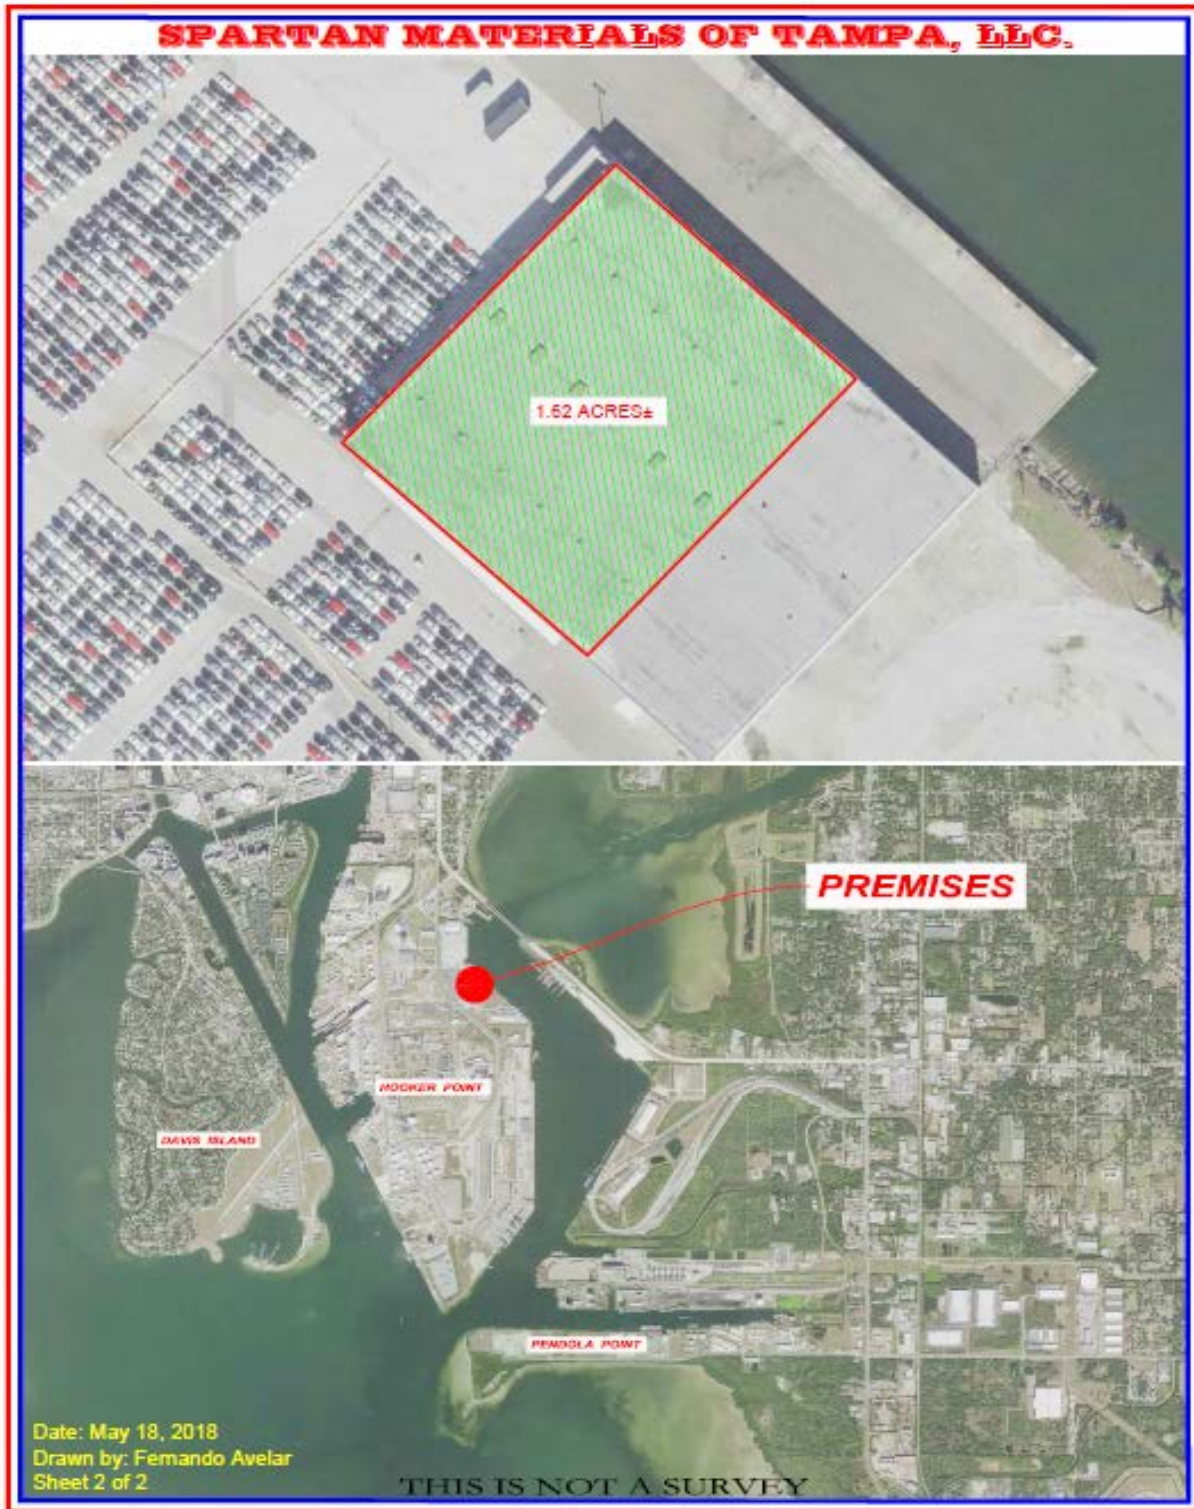 SPARTAN MATERIALS OF TAMPA, LLC.
1.52 ACRES±
PREMISES
HOOKER POINT
DAVIS ISLAND
PENDOLA POINT
Date: May 18, 2018
Drawn by: Fernando Avelar
Sheet 2 of 2
THIS IS NOT A SURVEY